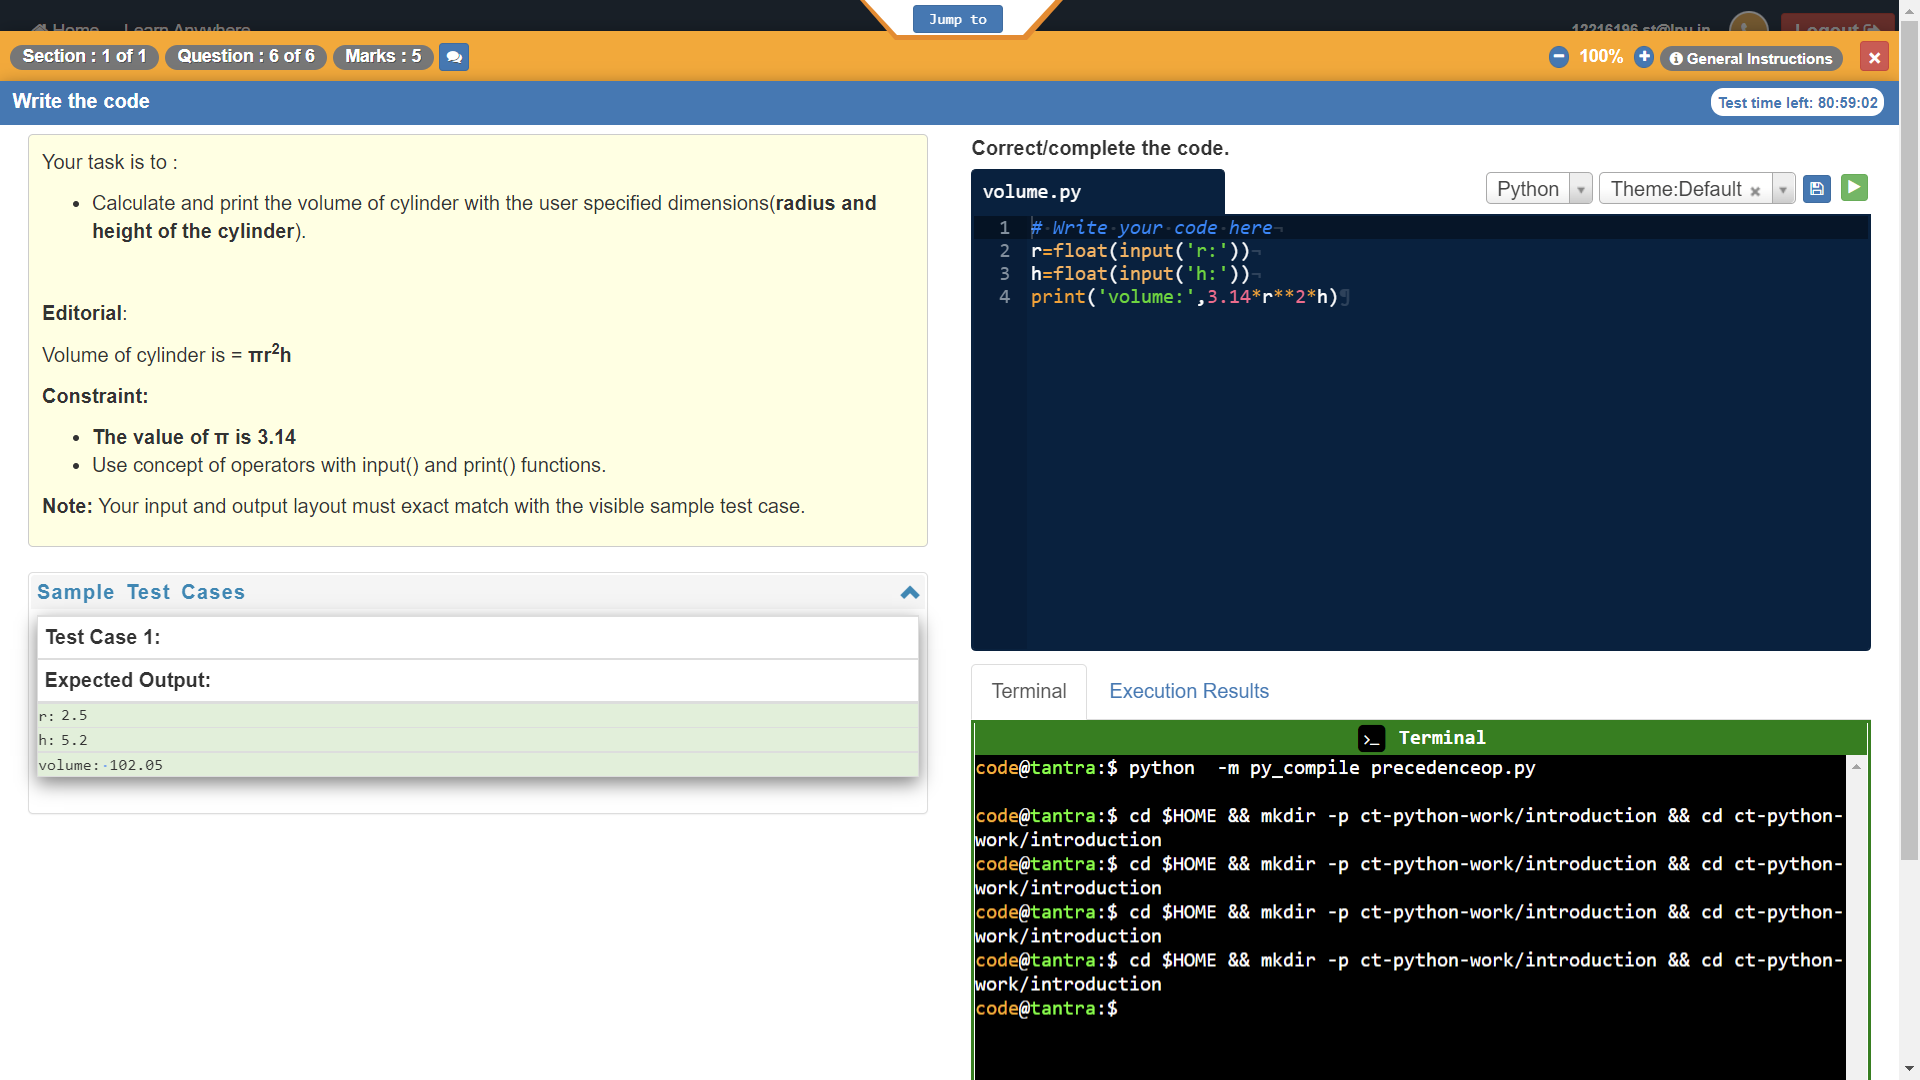 Home Learn Anywhere
Jump to
12216196.st@lpu.in
Logout
Section : 1 of 1
Question : 6 of 6
Marks : 5
100%
General Instructions
Write the code
Test time left: 80:59:02
Your task is to :
• Calculate and print the volume of cylinder with the user specified dimensions(radius and
height of the cylinder).
Editorial:
Volume of cylinder is = πr²h
Constraint:
• The value of π is 3.14
• Use concept of operators with input() and print() functions.
Note: Your input and output layout must exact match with the visible sample test case.
Sample Test Cases
Test Case 1:
Expected Output:
r: 2.5
h: 5.2
volume:·102.05
Correct/complete the code.
volume.py
Python
Theme:Default ×
1 #·Write·your·code·here¬
2 r=float(input('r:'))¬
3 h=float(input('h:'))¬
4 print('volume:',3.14*r**2*h)¶
Terminal
Execution Results
>_ Terminal
code@tantra:$ python  -m py_compile precedenceop.py
code@tantra:$ cd $HOME && mkdir -p ct-python-work/introduction && cd ct-python-
work/introduction
code@tantra:$ cd $HOME && mkdir -p ct-python-work/introduction && cd ct-python-
work/introduction
code@tantra:$ cd $HOME && mkdir -p ct-python-work/introduction && cd ct-python-
work/introduction
code@tantra:$ cd $HOME && mkdir -p ct-python-work/introduction && cd ct-python-
work/introduction
code@tantra:$